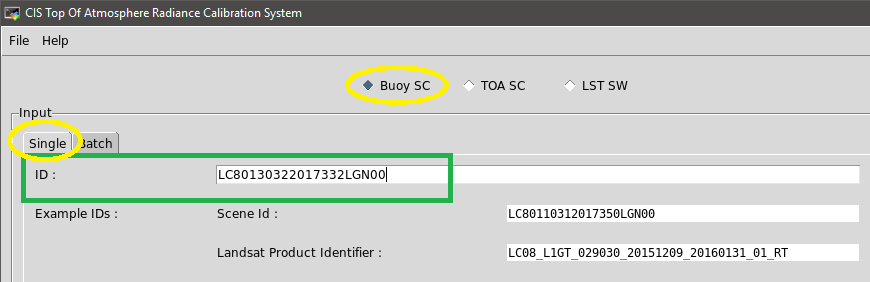 CIS Top Of Atmosphere Radiance Calibration System
File Help
Buoy SC TOA SC LST SW
Input
Single Batch
ID : LC80130322017332LGN00
Example IDs : Scene Id : LC80110312017350LGN00
Landsat Product Identifier : LC08_L1GT_029030_20151209_20160131_01_RT